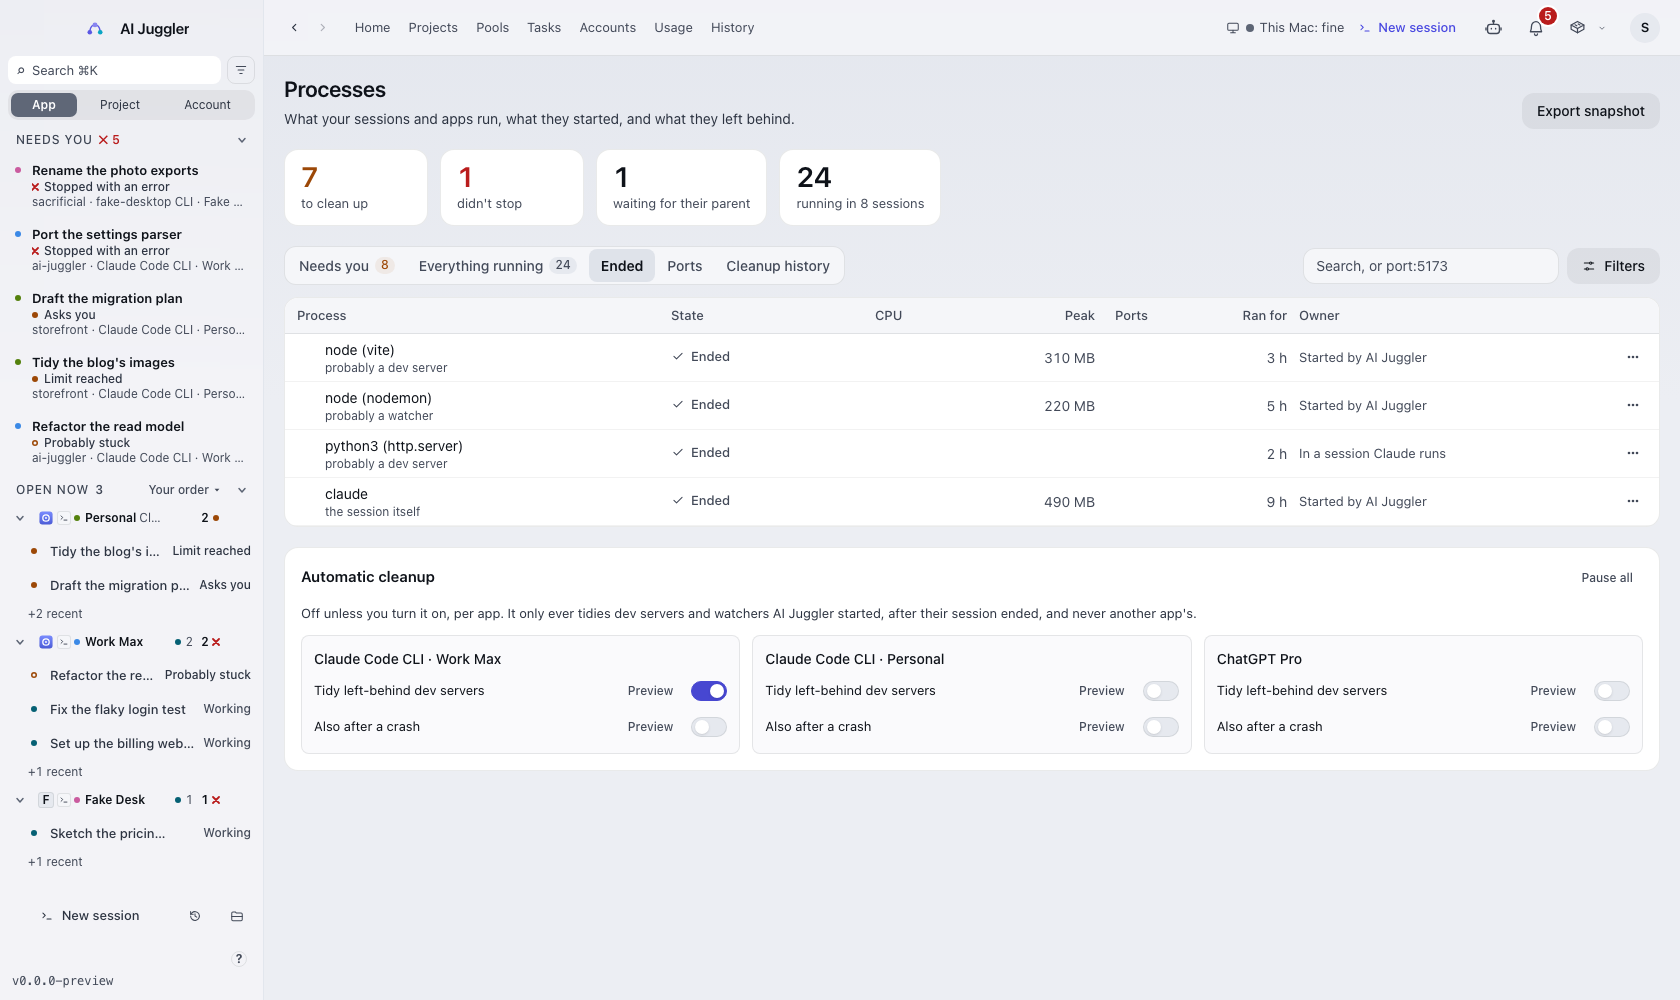 AI Juggler
Search ⌘K
App Project Account
NEEDS YOU 5
Rename the photo exports
Stopped with an error
sacrificial · fake-desktop CLI · Fake ...
Port the settings parser
Stopped with an error
ai-juggler · Claude Code CLI · Work ...
Draft the migration plan
Asks you
storefront · Claude Code CLI · Perso...
Tidy the blog's images
Limit reached
storefront · Claude Code CLI · Perso...
Refactor the read model
Probably stuck
ai-juggler · Claude Code CLI · Work ...
OPEN NOW 3 Your order
Personal Cl... 2
Tidy the blog's i... Limit reached
Draft the migration p... Asks you
+2 recent
Work Max 2 2
Refactor the re... Probably stuck
Fix the flaky login test Working
Set up the billing web... Working
+1 recent
F Fake Desk 1 1
Sketch the pricin... Working
+1 recent
New session
?
v0.0.0-preview
Home Projects Pools Tasks Accounts Usage History
This Mac: fine New session 5 S
Processes
What your sessions and apps run, what they started, and what they left behind.
Export snapshot
7
to clean up
1
didn't stop
1
waiting for their parent
24
running in 8 sessions
Needs you 8 Everything running 24 Ended Ports Cleanup history
Search, or port:5173 Filters
Process State CPU Peak Ports Ran for Owner
node (vite)
probably a dev server
Ended 310 MB 3 h Started by AI Juggler
node (nodemon)
probably a watcher
Ended 220 MB 5 h Started by AI Juggler
python3 (http.server)
probably a dev server
Ended 2 h In a session Claude runs
claude
the session itself
Ended 490 MB 9 h Started by AI Juggler
Automatic cleanup Pause all
Off unless you turn it on, per app. It only ever tidies dev servers and watchers AI Juggler started, after their session ended, and never another app's.
Claude Code CLI · Work Max
Tidy left-behind dev servers Preview
Also after a crash Preview
Claude Code CLI · Personal
Tidy left-behind dev servers Preview
Also after a crash Preview
ChatGPT Pro
Tidy left-behind dev servers Preview
Also after a crash Preview